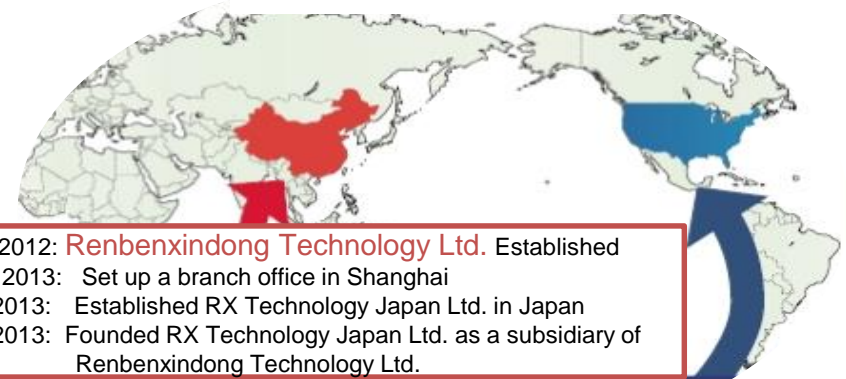 2012: Renbenxindong Technology Ltd. Established
2013: Set up a branch office in Shanghai
2013: Established RX Technology Japan Ltd. in Japan
2013: Founded RX Technology Japan Ltd. as a subsidiary of
Renbenxindong Technology Ltd.